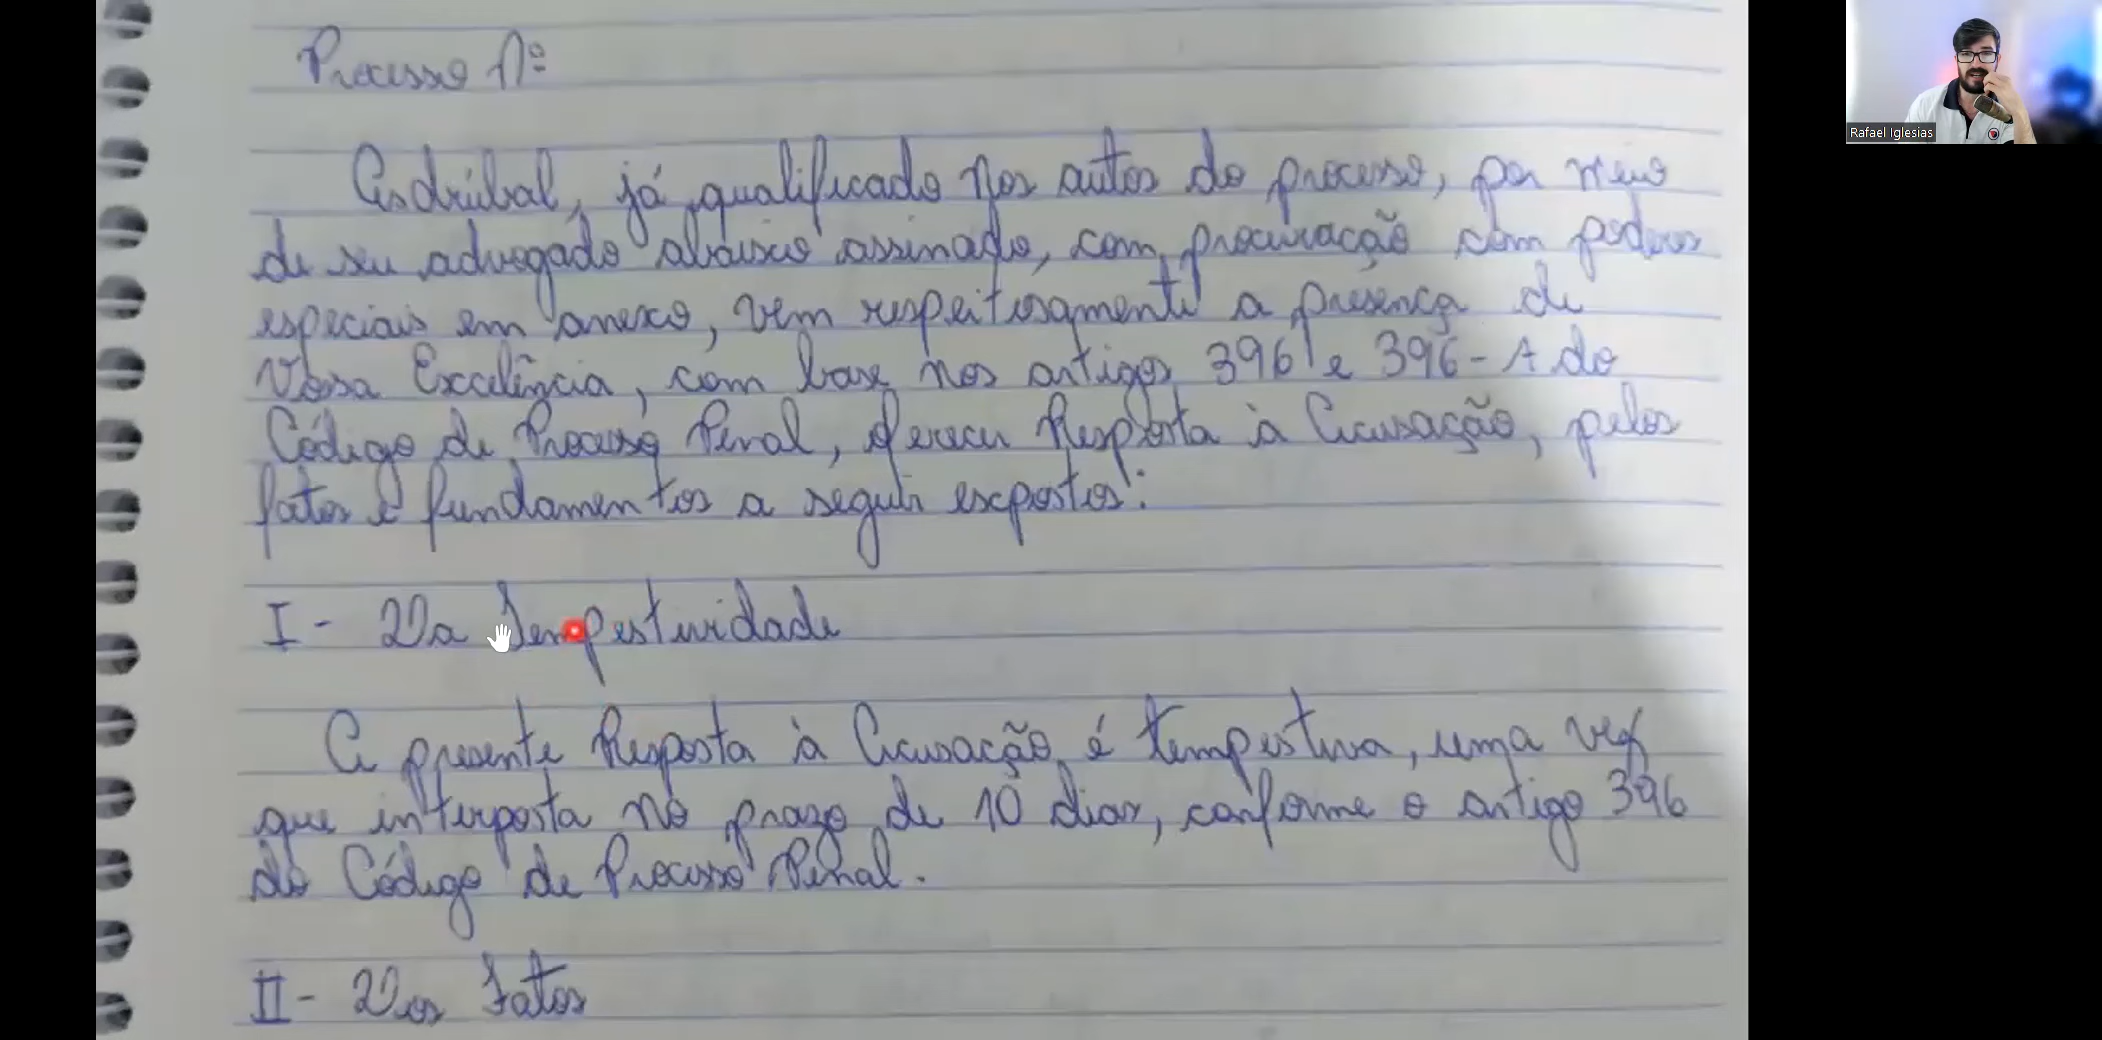 Processo Nº
Rafael Iglesias
Asdrúbal, já qualificado nos autos do processo, por meio
de seu advogado abaixo assinado, com procuração com poderes
especiais em anexo, vem respeitosamente a presença de
Vossa Excelência, com base nos artigos 396 e 396-A do
Código de Processo Penal, oferecer Resposta à Acusação, pelos
fatos e fundamentos a seguir expostos:
I - Da Tempestividade
A presente Resposta à Acusação é tempestiva, uma vez
que interposta no prazo de 10 dias, conforme o artigo 396
do Código de Processo Penal.
II - Dos Fatos